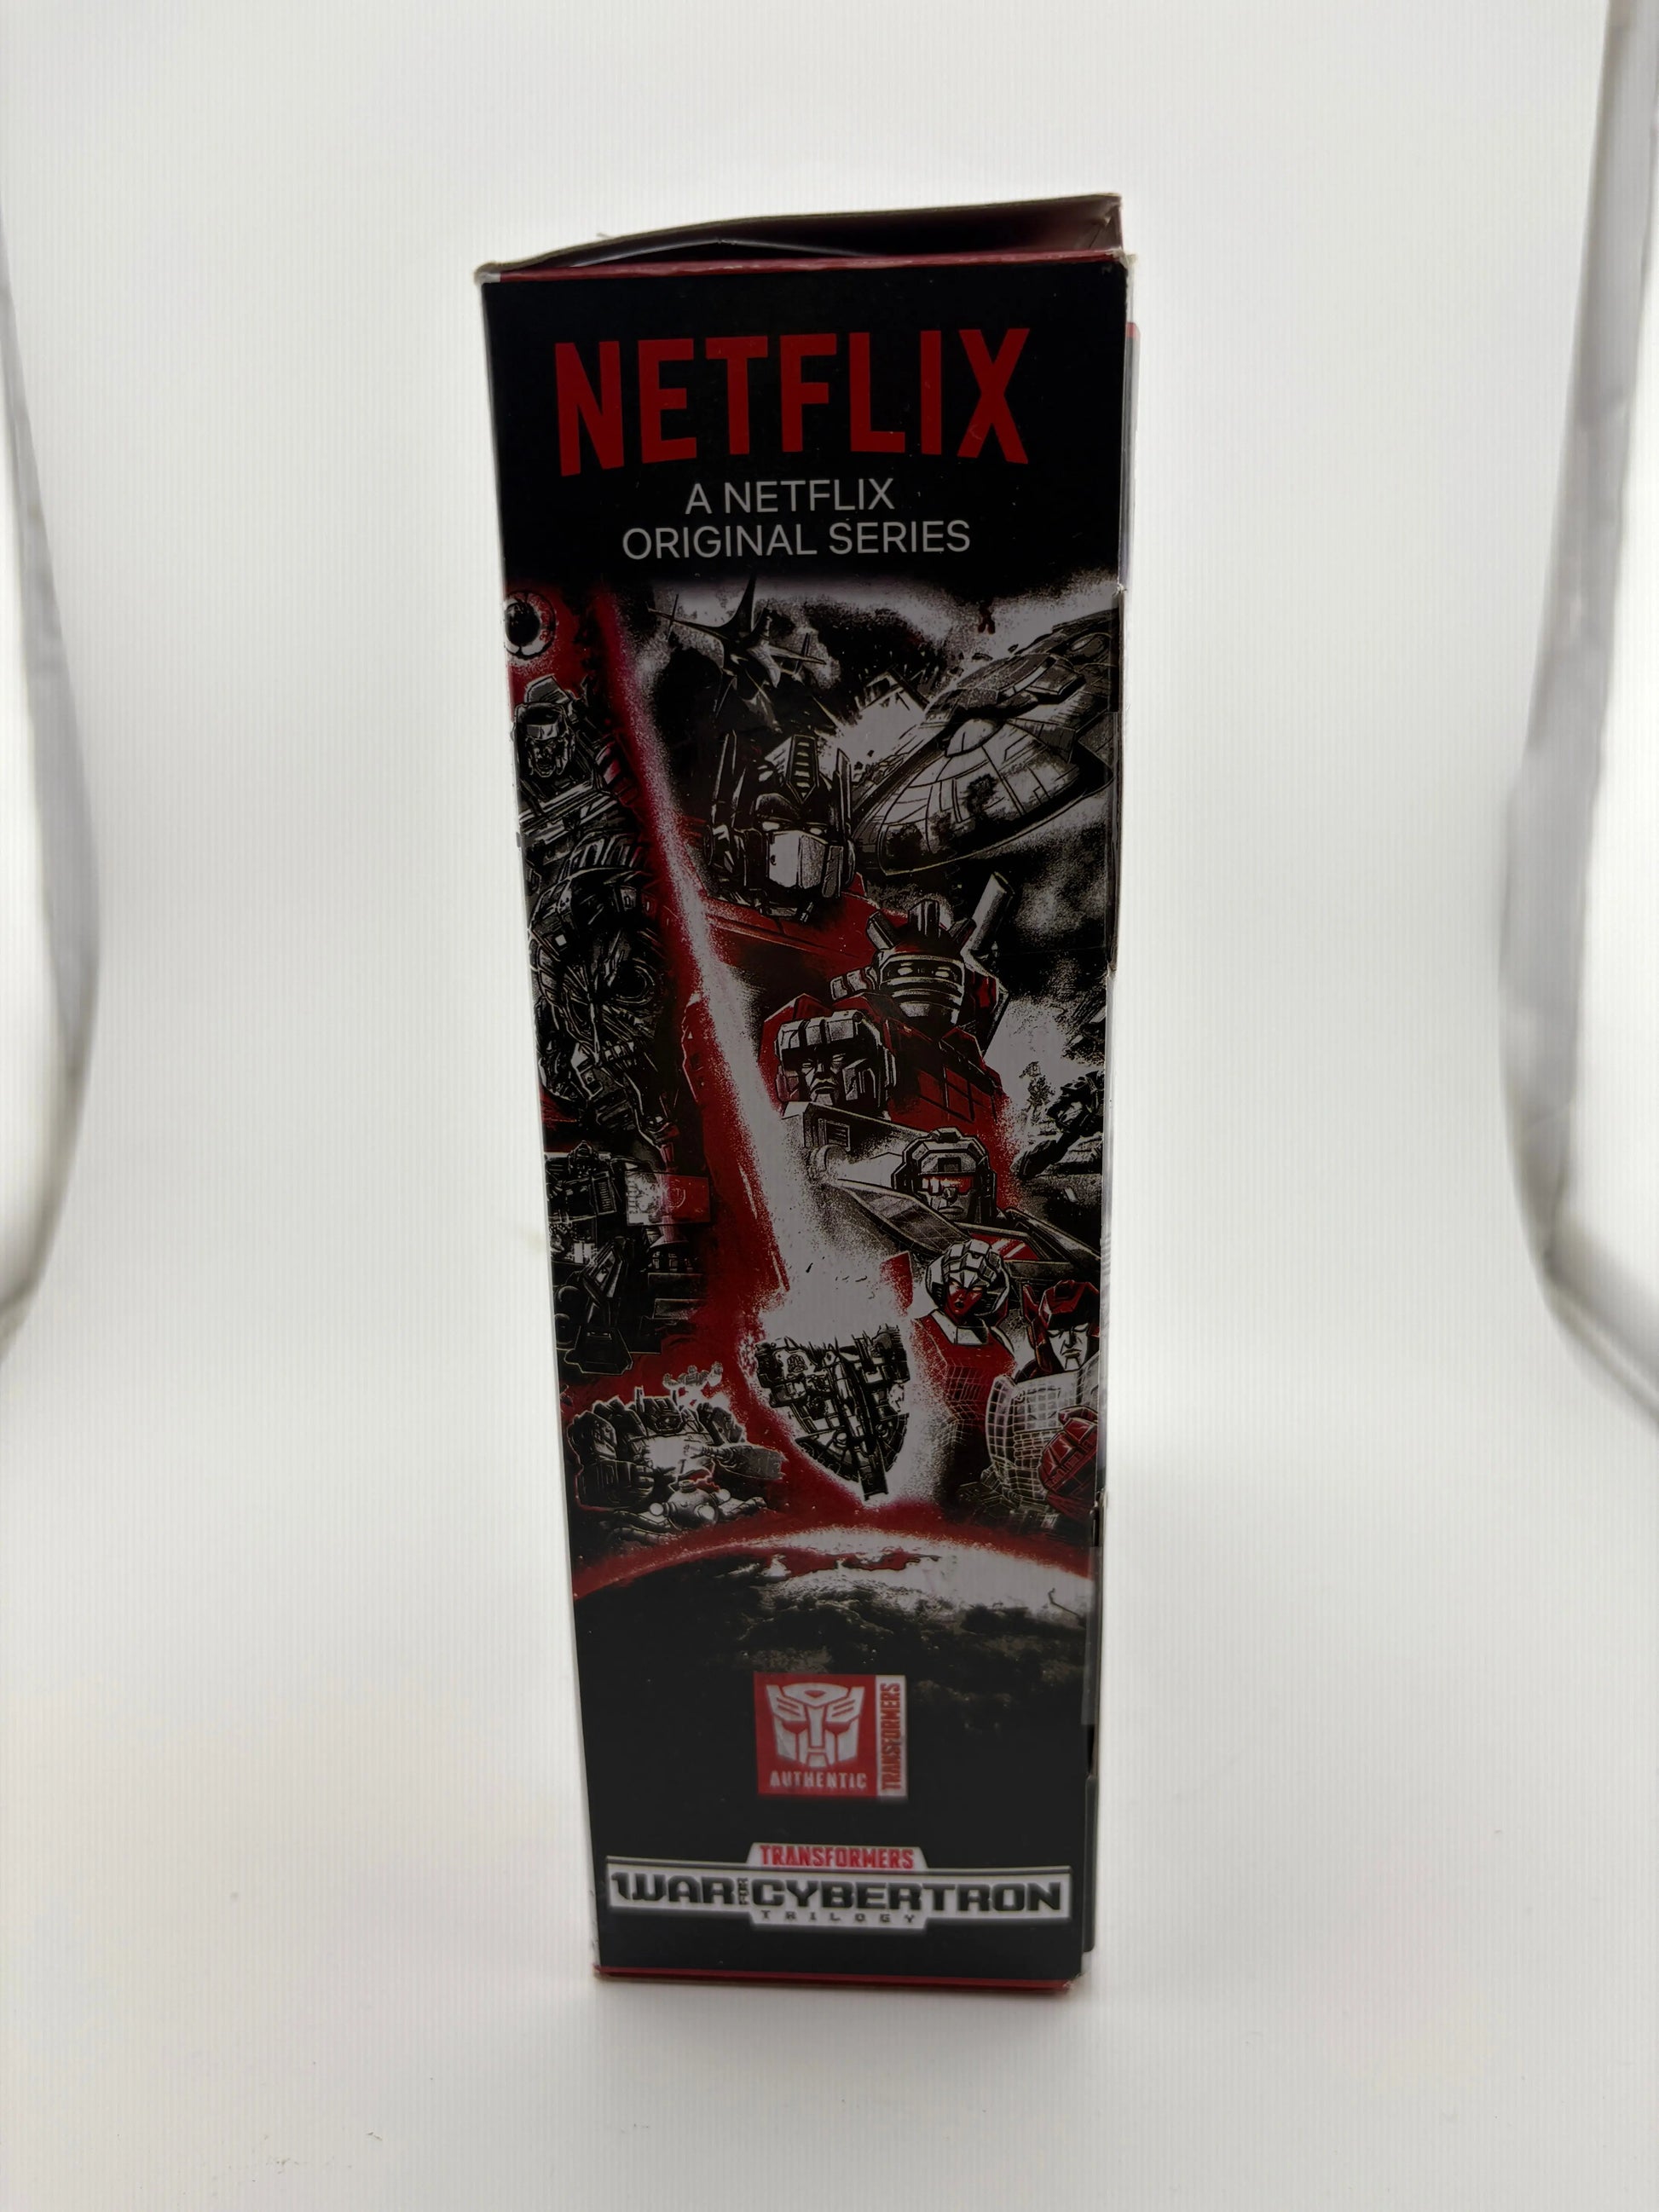 NETFLIX
A NETFLIX
ORIGINAL SERIES
AUTHENTIC
TRANSFORMERS
TRANSFORMERS
WAR FOR CYBERTRON
TRILOGY